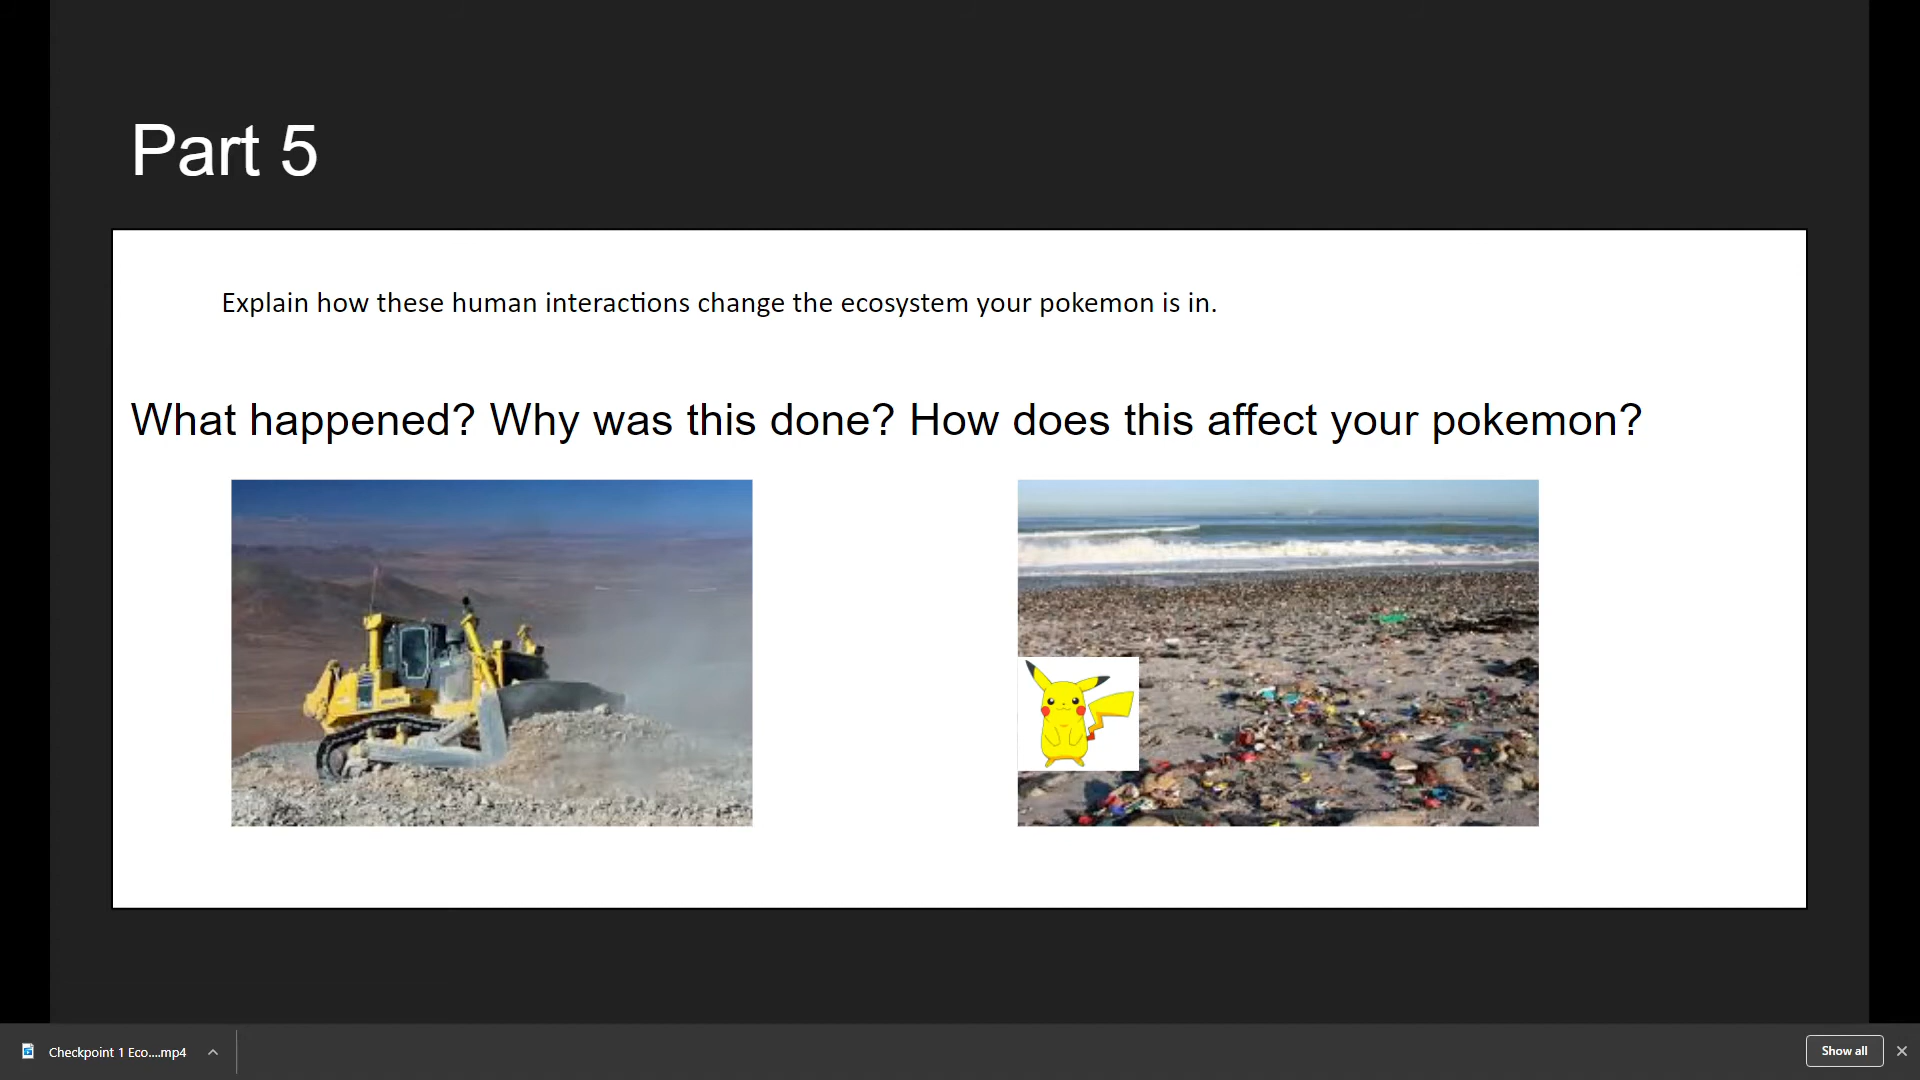 Part 5
Explain how these human interactions change the ecosystem your pokemon is in.
What happened? Why was this done? How does this affect your pokemon?
Checkpoint 1 Eco....mp4
Show all